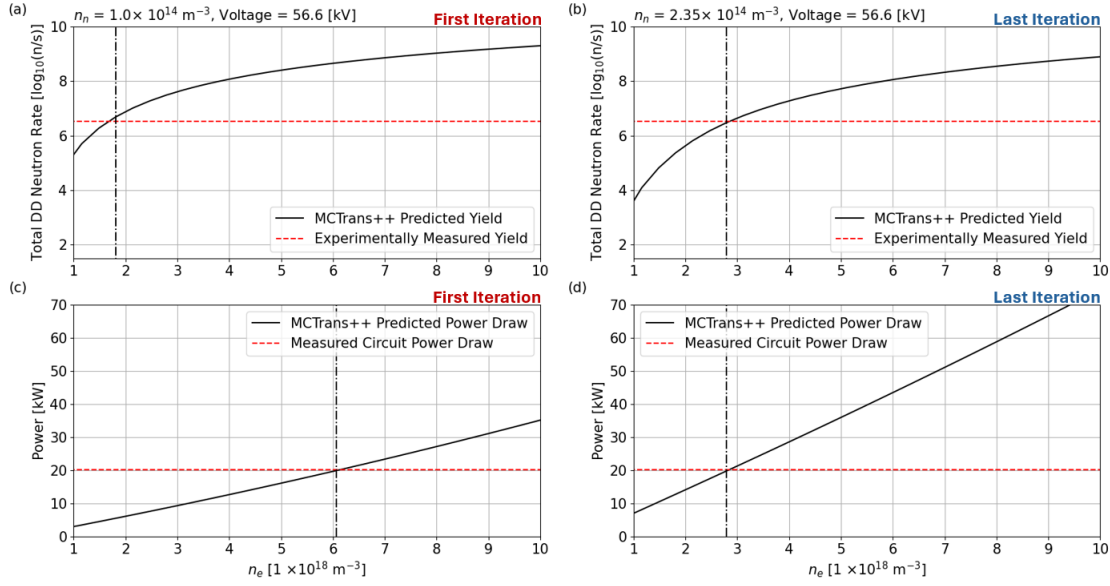 (a)
n_n = 1.0× 10^14 m^−3, Voltage = 56.6 [kV]
First Iteration
Total DD Neutron Rate [log_10(n/s)]
10
8
6
4
2
MCTrans++ Predicted Yield
Experimentally Measured Yield
1 2 3 4 5 6 7 8 9 10
(b)
n_n = 2.35× 10^14 m^−3, Voltage = 56.6 [kV]
Last Iteration
Total DD Neutron Rate [log_10(n/s)]
10
8
6
4
2
MCTrans++ Predicted Yield
Experimentally Measured Yield
1 2 3 4 5 6 7 8 9 10
(c)
First Iteration
Power [kW]
70
60
50
40
30
20
10
0
MCTrans++ Predicted Power Draw
Measured Circuit Power Draw
1 2 3 4 5 6 7 8 9 10
n_e [1 ×10^18 m^−3]
(d)
Last Iteration
Power [kW]
70
60
50
40
30
20
10
0
MCTrans++ Predicted Power Draw
Measured Circuit Power Draw
1 2 3 4 5 6 7 8 9 10
n_e [1 ×10^18 m^−3]